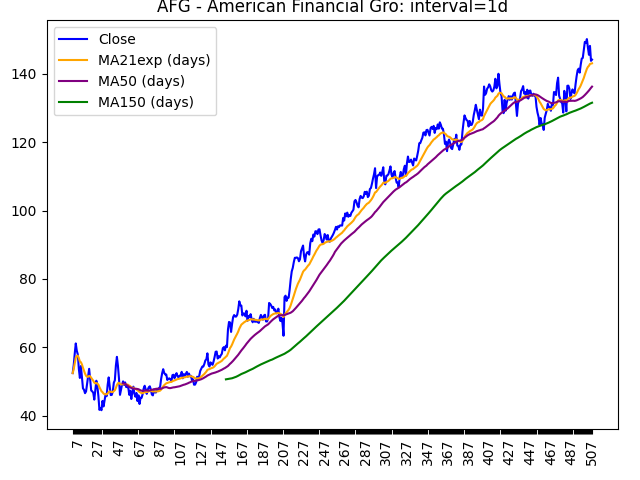 AFG - American Financial Gro: interval=1d
Close
MA21exp (days)
MA50 (days)
MA150 (days)
140
120
100
80
60
40
7 27 47 67 87 107 127 147 167 187 207 227 247 267 287 307 327 347 367 387 407 427 447 467 487 507